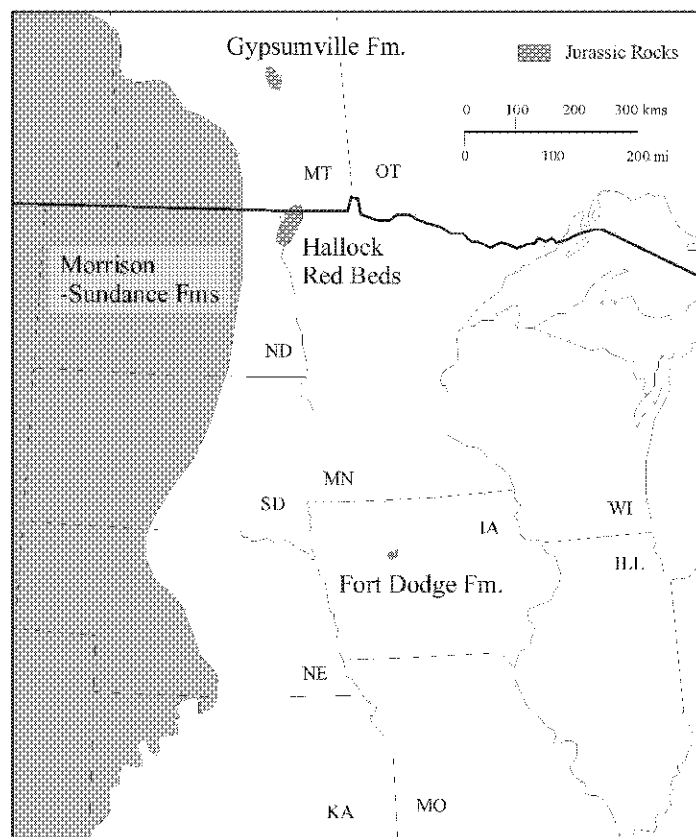 Gypsumville Fm.
Jurassic Rocks
0 100 200 300 kms
0 100 200 mi
MT OT
Hallock
Red Beds
Morrison
-Sundance Fms
ND
MN
SD
IA
WI
ILL
Fort Dodge Fm.
NE
KA
MO